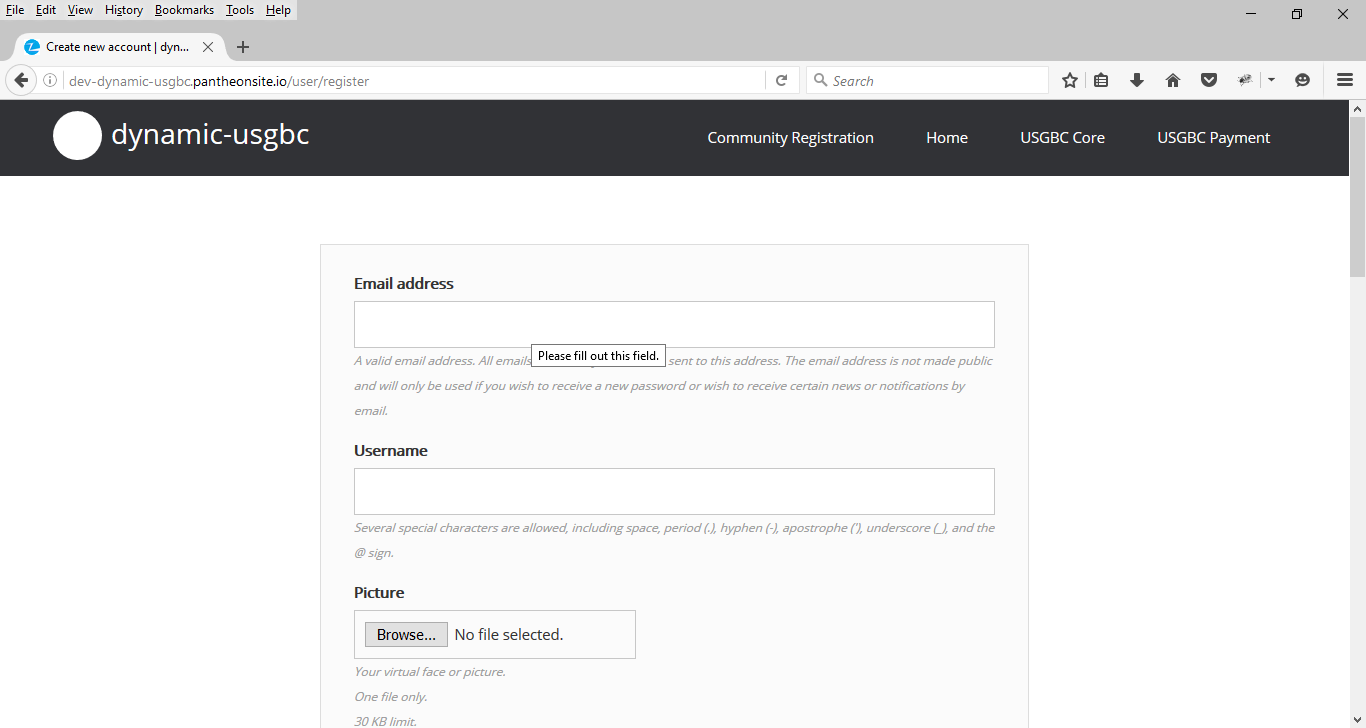 File Edit View History Bookmarks Tools Help
Create new account | dyn...
dev-dynamic-usgbc.pantheonsite.io/user/register
Search
dynamic-usgbc
Community Registration
Home
USGBC Core
USGBC Payment
Email address
Please fill out this field.
A valid email address. All emails sent to this address. The email address is not made public
and will only be used if you wish to receive a new password or wish to receive certain news or notifications by
email.
Username
Several special characters are allowed, including space, period (.), hyphen (-), apostrophe ('), underscore (_), and the
@ sign.
Picture
Browse... No file selected.
Your virtual face or picture.
One file only.
30 KB limit.